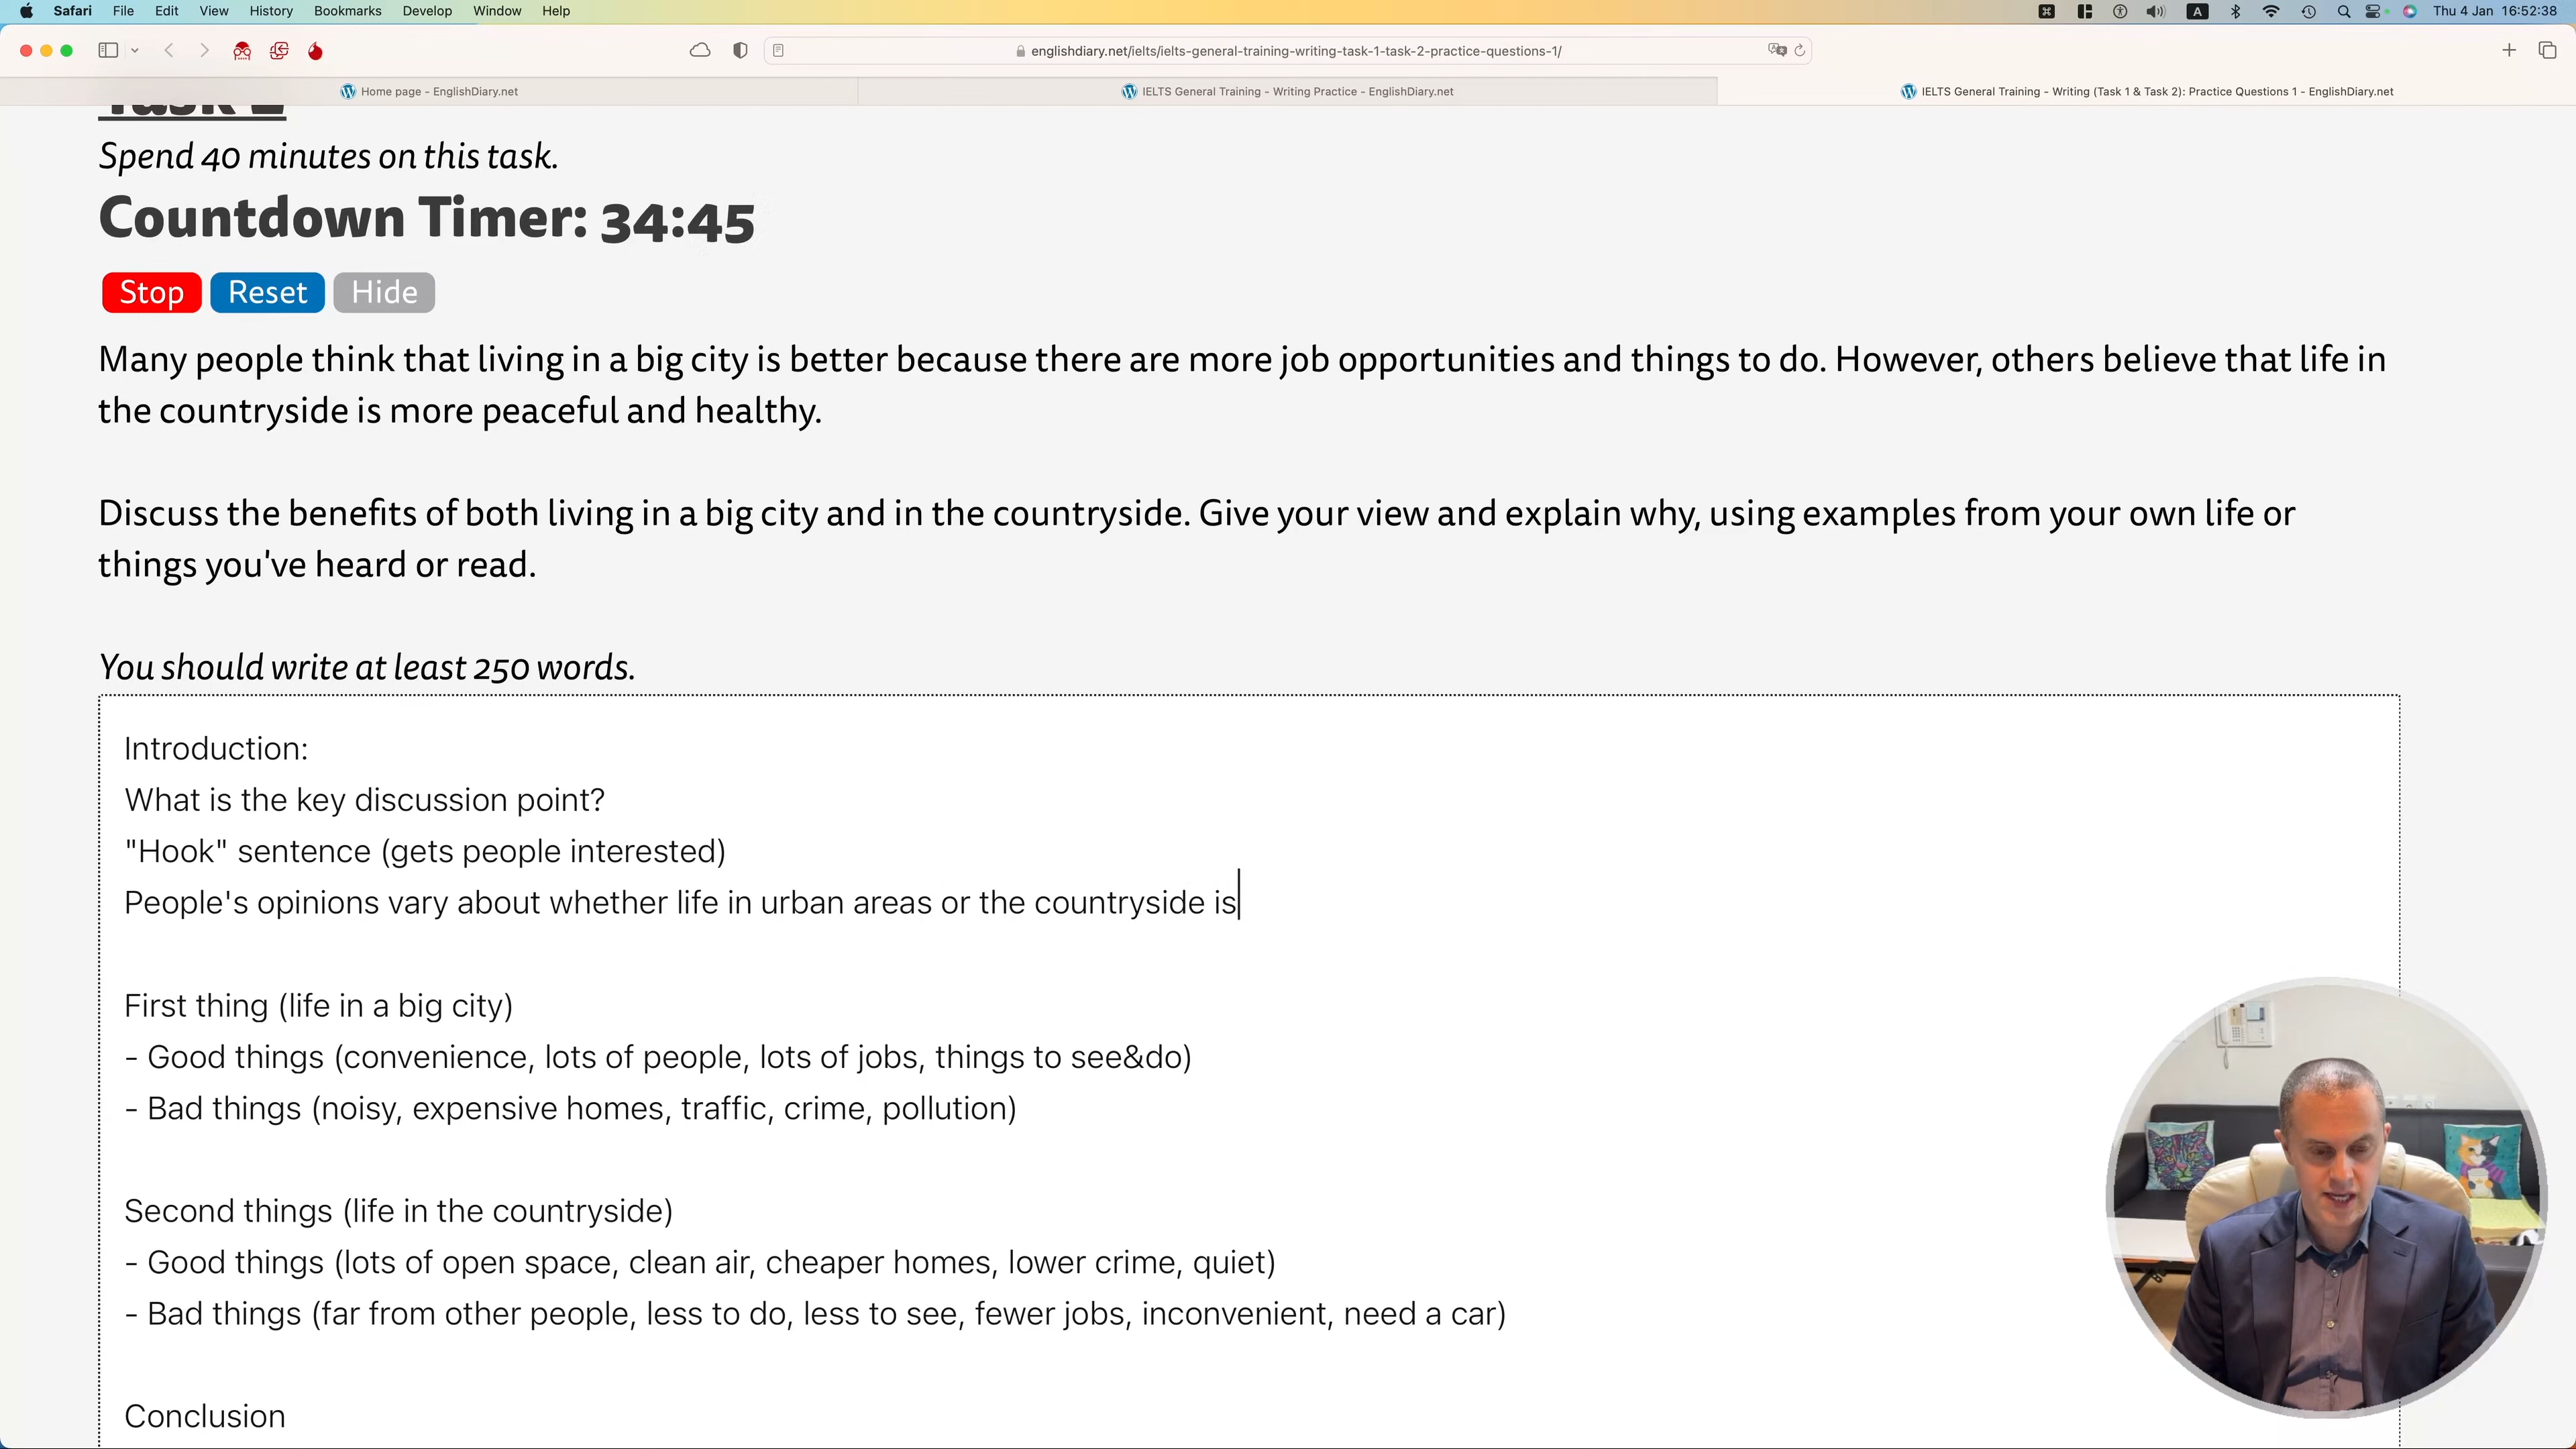 Safari File Edit View History Bookmarks Develop Window Help
A Thu 4 Jan 16:52:38
englishdiary.net/ielts/ielts-general-training-writing-task-1-task-2-practice-questions-1/
Home page - EnglishDiary.net
IELTS General Training - Writing Practice - EnglishDiary.net
IELTS General Training - Writing (Task 1 & Task 2): Practice Questions 1 - EnglishDiary.net
Task 2
Spend 40 minutes on this task.
Countdown Timer: 34:45
Stop Reset Hide
Many people think that living in a big city is better because there are more job opportunities and things to do. However, others believe that life in
the countryside is more peaceful and healthy.
Discuss the benefits of both living in a big city and in the countryside. Give your view and explain why, using examples from your own life or
things you've heard or read.
You should write at least 250 words.
Introduction:
What is the key discussion point?
"Hook" sentence (gets people interested)
People's opinions vary about whether life in urban areas or the countryside is
First thing (life in a big city)
- Good things (convenience, lots of people, lots of jobs, things to see&do)
- Bad things (noisy, expensive homes, traffic, crime, pollution)
Second things (life in the countryside)
- Good things (lots of open space, clean air, cheaper homes, lower crime, quiet)
- Bad things (far from other people, less to do, less to see, fewer jobs, inconvenient, need a car)
Conclusion